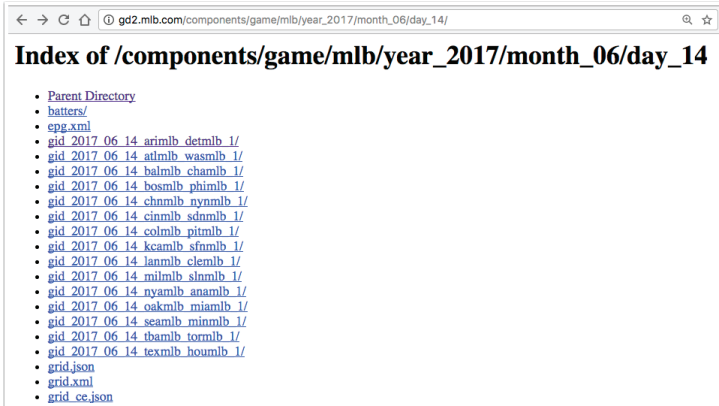 gd2.mlb.com/components/game/mlb/year_2017/month_06/day_14/
Index of /components/game/mlb/year_2017/month_06/day_14
Parent Directory
batters/
epg.xml
gid_2017_06_14_arimlb_detmlb_1/
gid_2017_06_14_atlmlb_wasmlb_1/
gid_2017_06_14_balmlb_chamlb_1/
gid_2017_06_14_bosmlb_phimlb_1/
gid_2017_06_14_chnmlb_nynmlb_1/
gid_2017_06_14_cinmlb_sdnmlb_1/
gid_2017_06_14_colmlb_pitmlb_1/
gid_2017_06_14_kcamlb_sfnmlb_1/
gid_2017_06_14_lanmlb_clemlb_1/
gid_2017_06_14_milmlb_slnmlb_1/
gid_2017_06_14_nyamlb_anamlb_1/
gid_2017_06_14_oakmlb_miamlb_1/
gid_2017_06_14_seamlb_minmlb_1/
gid_2017_06_14_tbamlb_tormlb_1/
gid_2017_06_14_texmlb_houmlb_1/
grid.json
grid.xml
grid_ce.json